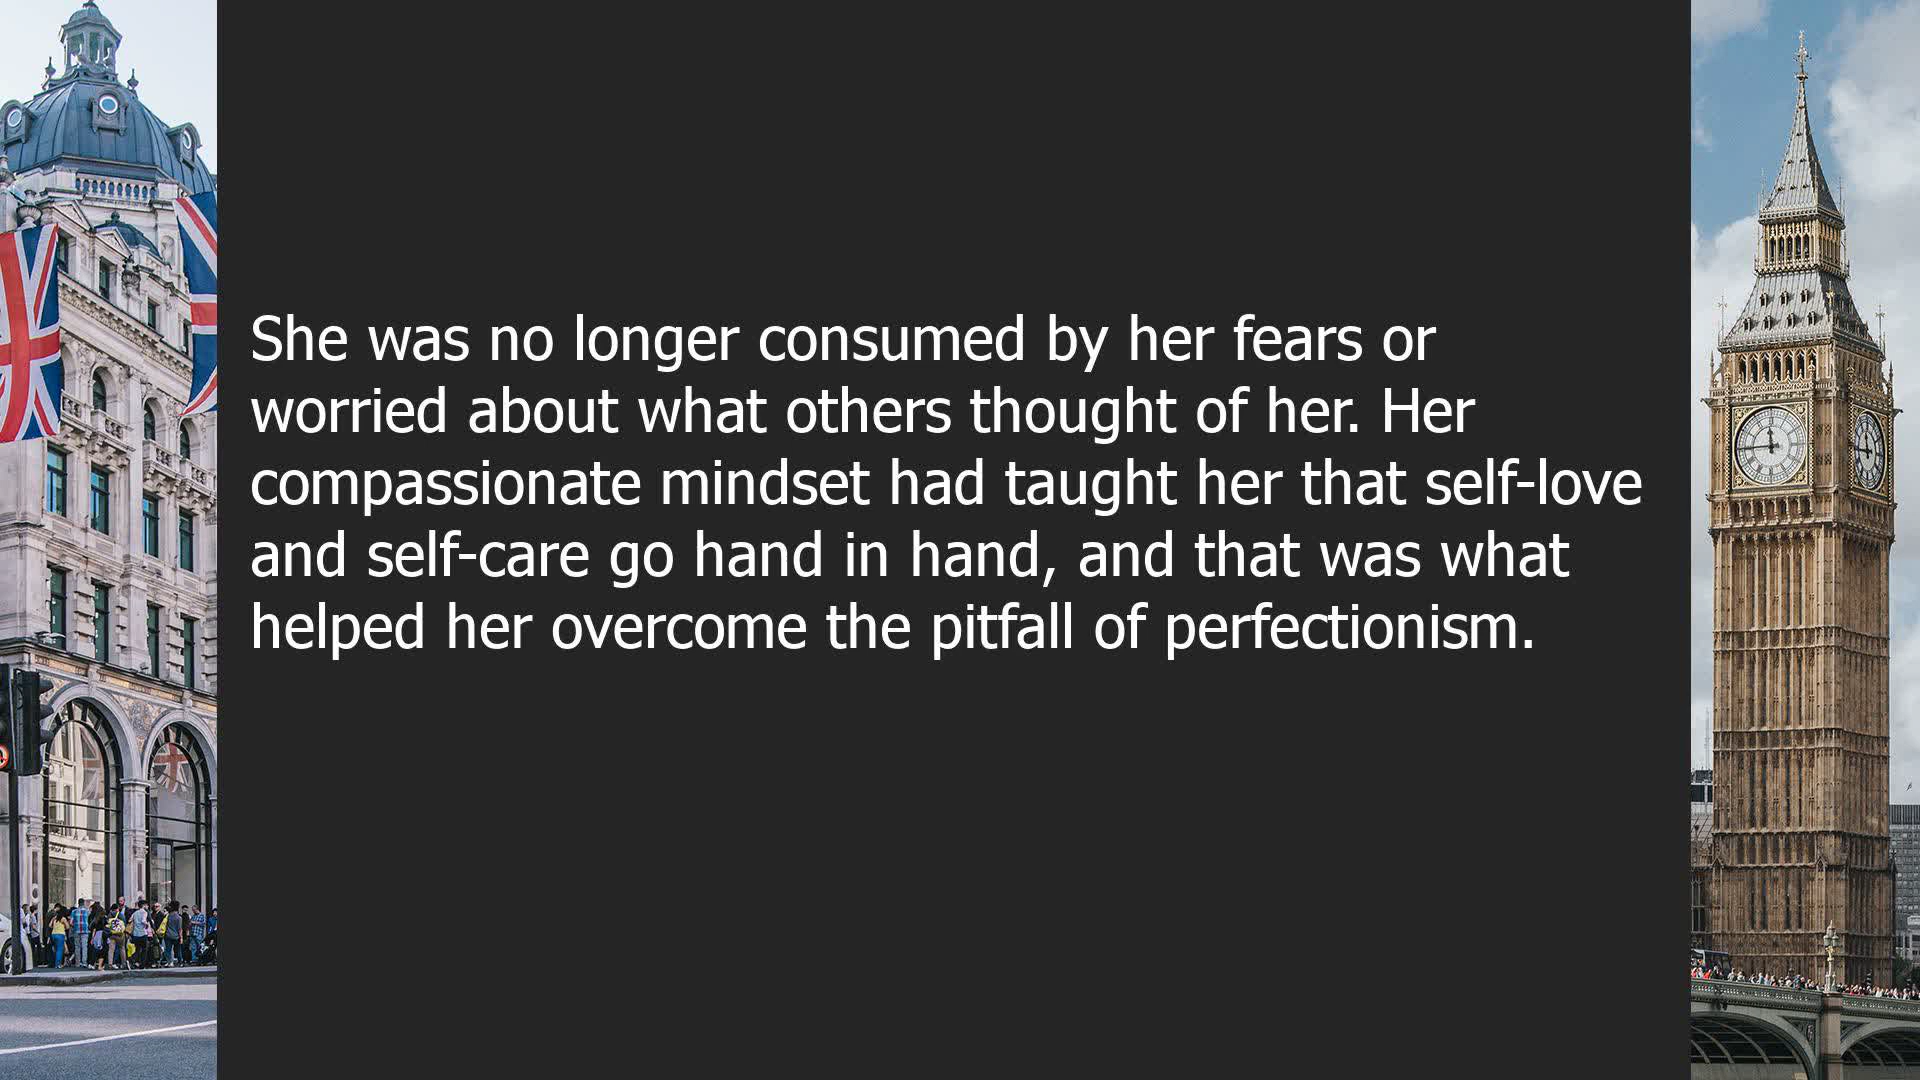 She was no longer consumed by her fears or
worried about what others thought of her. Her
compassionate mindset had taught her that self-love
and self-care go hand in hand, and that was what
helped her overcome the pitfall of perfectionism.